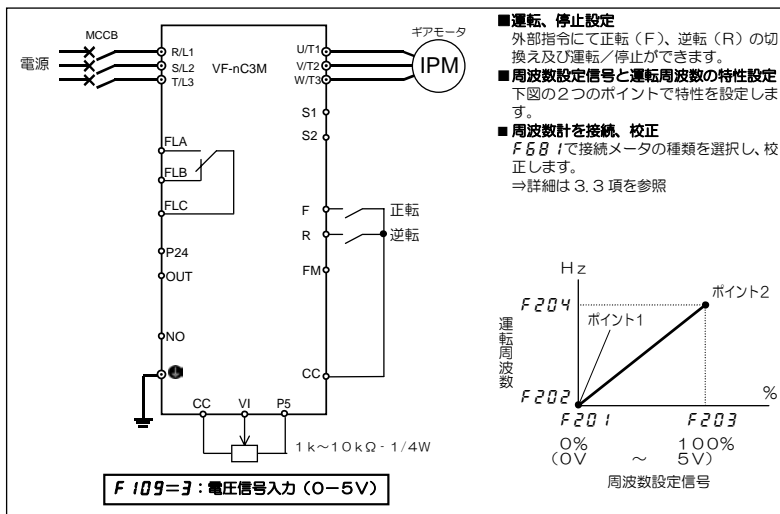 MCCB
電源
R/L1
S/L2
T/L3
VF-nC3M
U/T1
V/T2
W/T3
ギアモータ
IPM
S1
S2
FLA
FLB
FLC
F
正転
R
逆転
P24
OUT
FM
NO
CC
CC
VI
P5
1k~10kΩ - 1/4W
F109=3:電圧信号入力(0-5V)
■運転、停止設定
外部指令にて正転(F)、逆転(R)の切
換え及び運転/停止ができます。
■周波数設定信号と運転周波数の特性設定
下図の2つのポイントで特性を設定しま
す。
■周波数計を接続、校正
F681で接続メータの種類を選択し、校
正します。
⇒詳細は 3.3 項を参照
Hz
F204
ポイント2
ポイント1
運転周波数
F202
%
F201
F203
0%
100%
(0V ~ 5V)
周波数設定信号